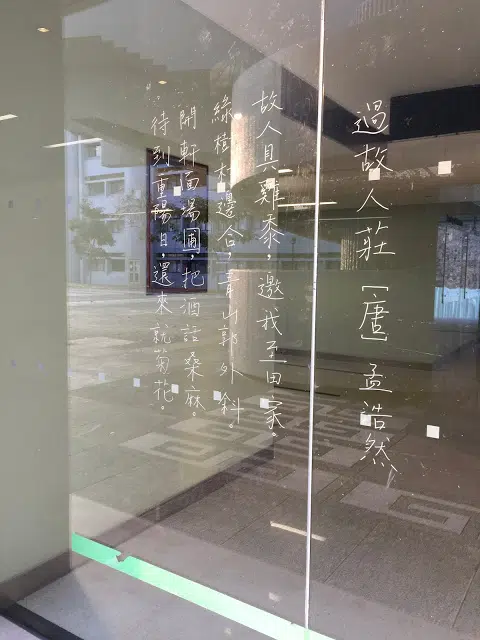 過故人莊［唐］孟浩然
故人具雞黍，邀我至田家。
綠樹村邊合，青山郭外斜。
開軒面場圃，把酒話桑麻。
待到重陽日，還來就菊花。